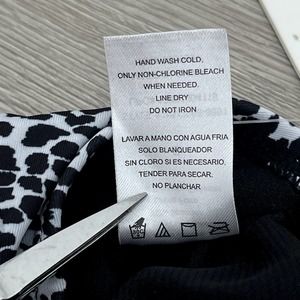 HAND WASH COLD,
ONLY NON-CHLORINE BLEACH
WHEN NEEDED.
LINE DRY
DO NOT IRON
LAVAR A MANO CON AGUA FRIA
SOLO BLANQUEADOR
SIN CLORO SI ES NECESARIO,
TENDER PARA SECAR.
NO PLANCHAR